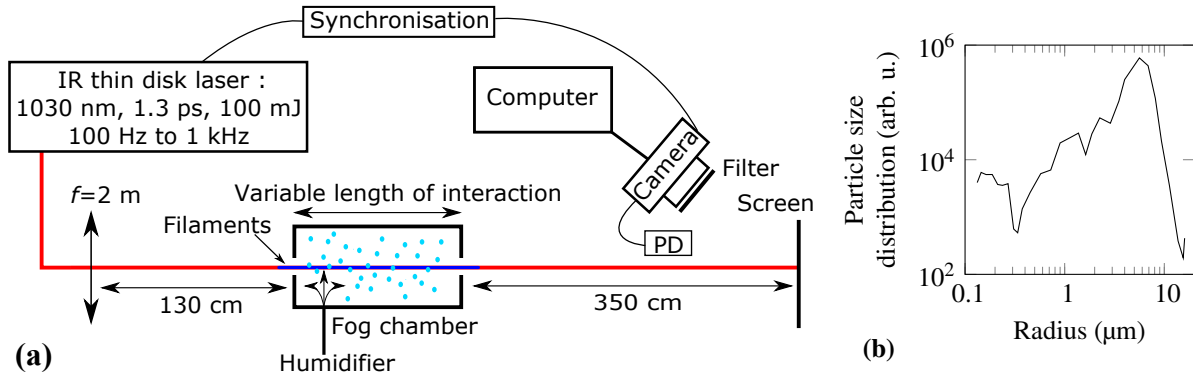 Synchronisation
IR thin disk laser :
1030 nm, 1.3 ps, 100 mJ
100 Hz to 1 kHz
Computer
Camera
Filter
Screen
PD
f=2 m
Variable length of interaction
Filaments
130 cm
350 cm
Fog chamber
Humidifier
(a)
Particle size
distribution (arb. u.)
10^6
10^4
10^2
0.1 1 10
Radius (μm)
(b)